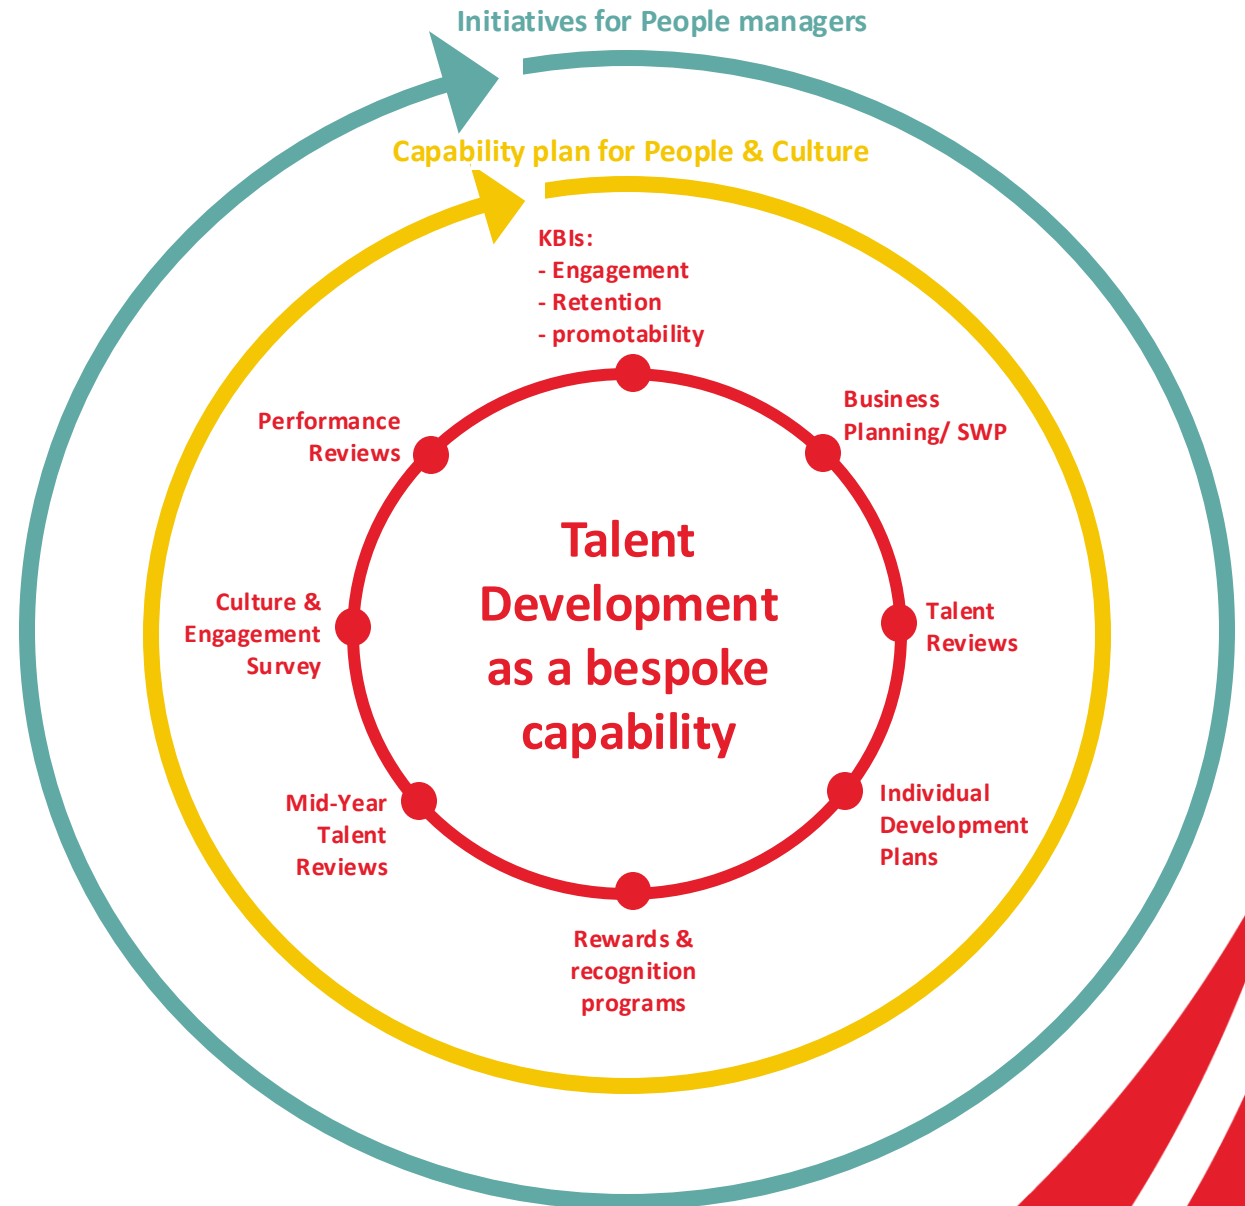 Initiatives for People managers
Capability plan for People & Culture
KBIs:
- Engagement
- Retention
- promotability
Business
Planning/ SWP
Talent
Reviews
Individual
Development
Plans
Rewards &
recognition
programs
Mid-Year
Talent
Reviews
Culture &
Engagement
Survey
Performance
Reviews
Talent
Development
as a bespoke
capability